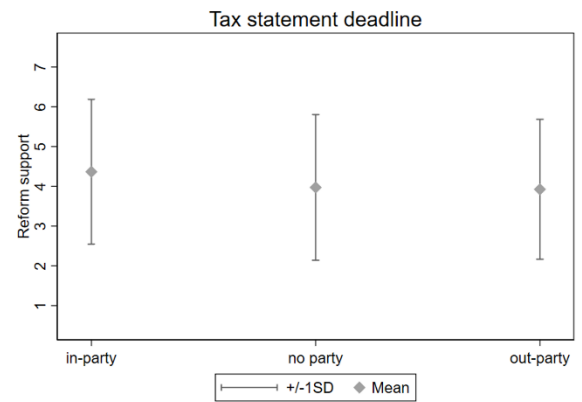 Tax statement deadline
Reform support
7
6
5
4
3
2
1
in-party no party out-party
+/-1SD Mean